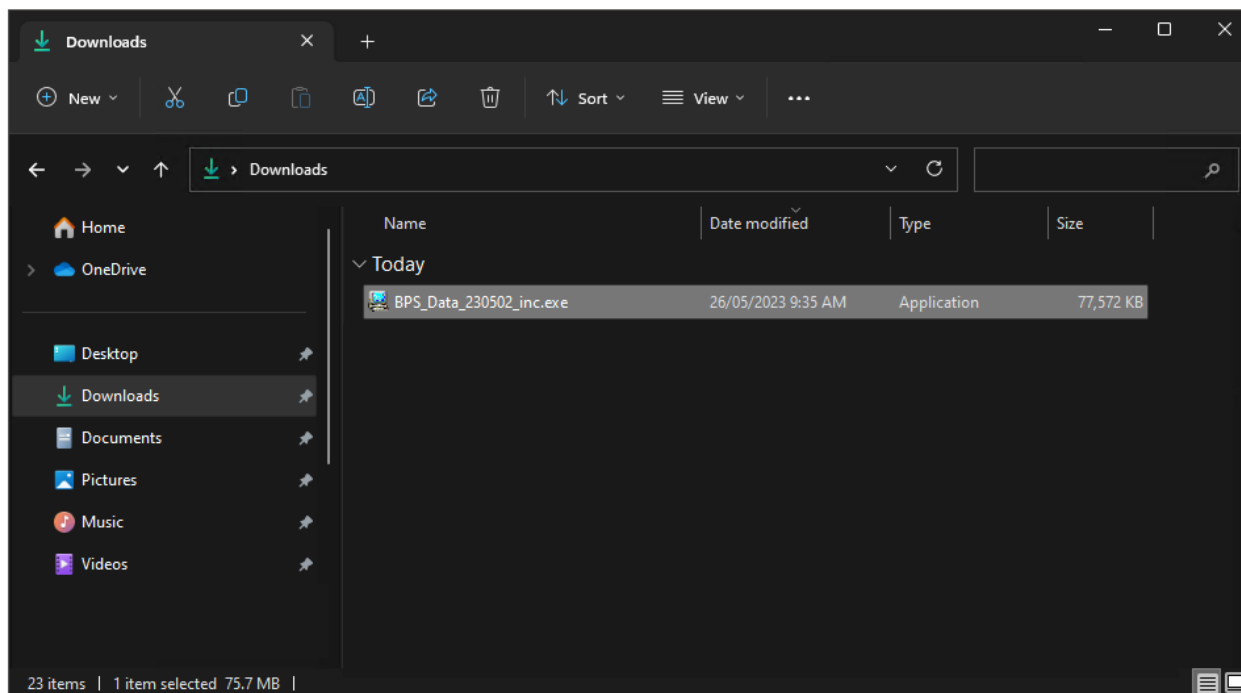 Downloads
New
Sort
View
Downloads
Home
OneDrive
Desktop
Downloads
Documents
Pictures
Music
Videos
Name Date modified Type Size
Today
BPS_Data_230502_inc.exe 26/05/2023 9:35 AM Application 77,572 KB
23 items | 1 item selected 75.7 MB |